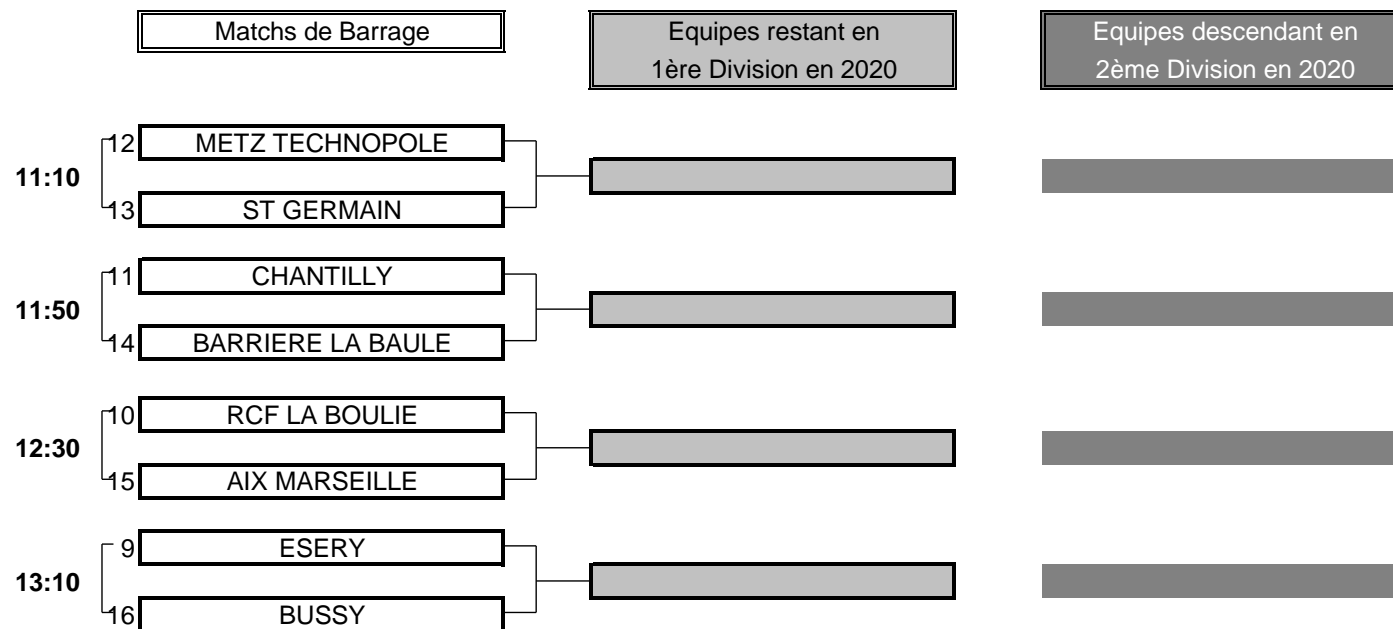 Matchs de Barrage
Equipes restant en
1ère Division en 2020
Equipes descendant en
2ème Division en 2020
12 METZ TECHNOPOLE
11:10
13 ST GERMAIN
11 CHANTILLY
11:50
14 BARRIERE LA BAULE
10 RCF LA BOULIE
12:30
15 AIX MARSEILLE
9 ESERY
13:10
16 BUSSY